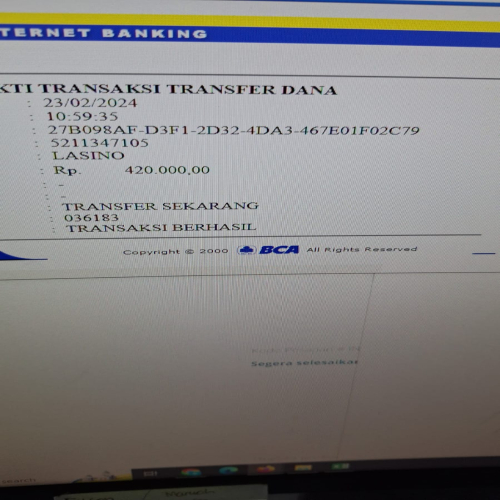 TERNET BANKING
KTI TRANSAKSI TRANSFER DANA
: 23/02/2024
: 10:59:35
: 27B098AF-D3F1-2D32-4DA3-467E01F02C79
: 5211347105
: LASINO
: Rp. 420.000,00
: -
: -
: TRANSFER SEKARANG
: 036183
: TRANSAKSI BERHASIL
Copyright © 2000 BCA All Rights Reserved
Segera selesaikan